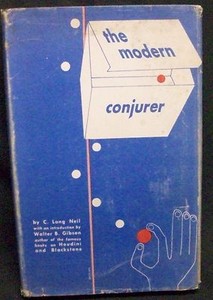 the
modern
conjurer
by C. Lang Neil
with an introduction by
Walter B. Gibson
author of the famous
books on Houdini
and Blackstone